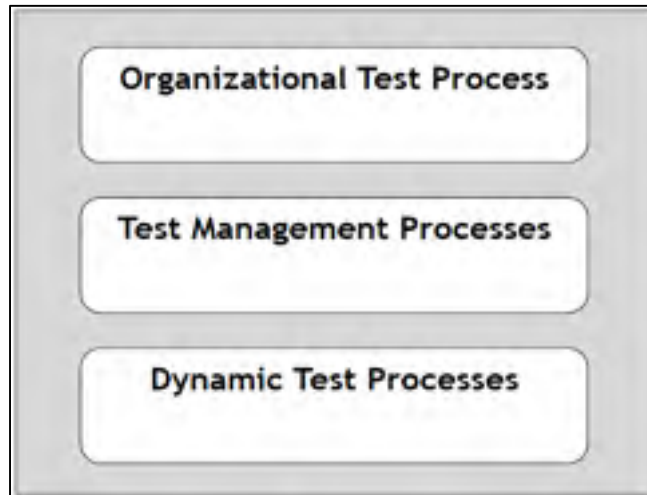 Organizational Test Process
Test Management Processes
Dynamic Test Processes